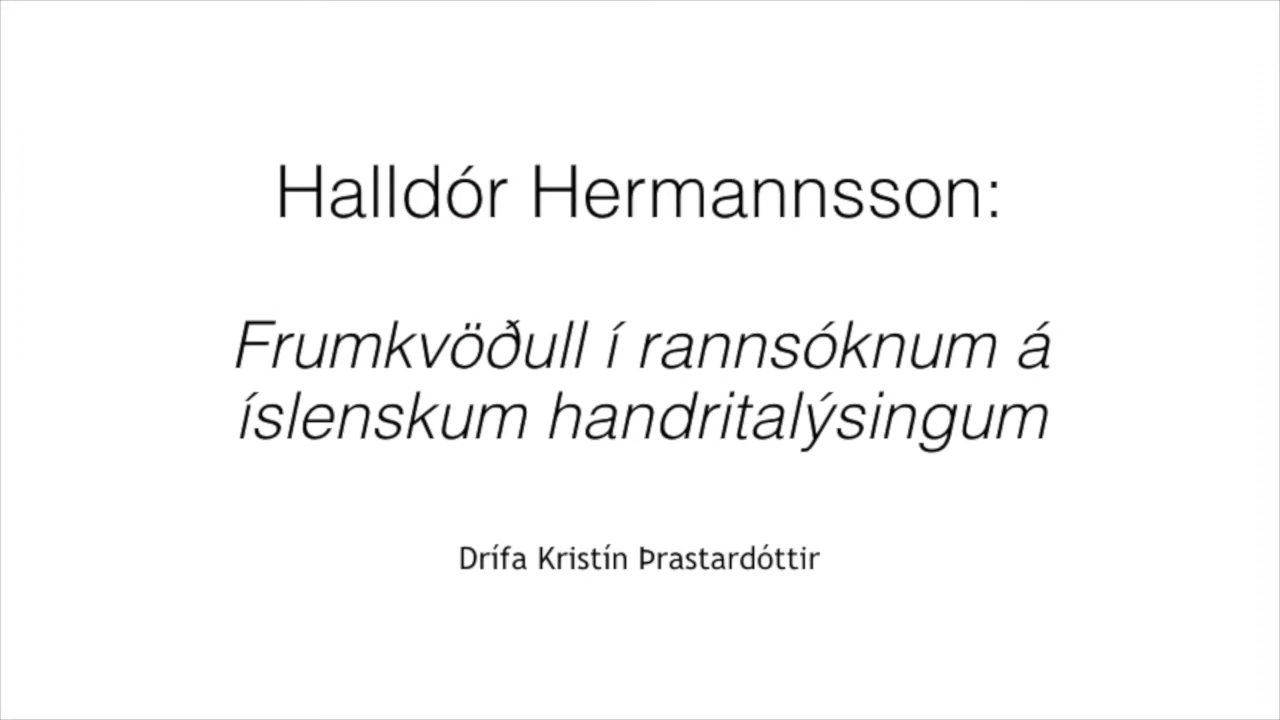 Halldór Hermannsson:
Frumkvöðull í rannsóknum á
íslenskum handritalýsingum
Drífa Kristín Þrastardóttir